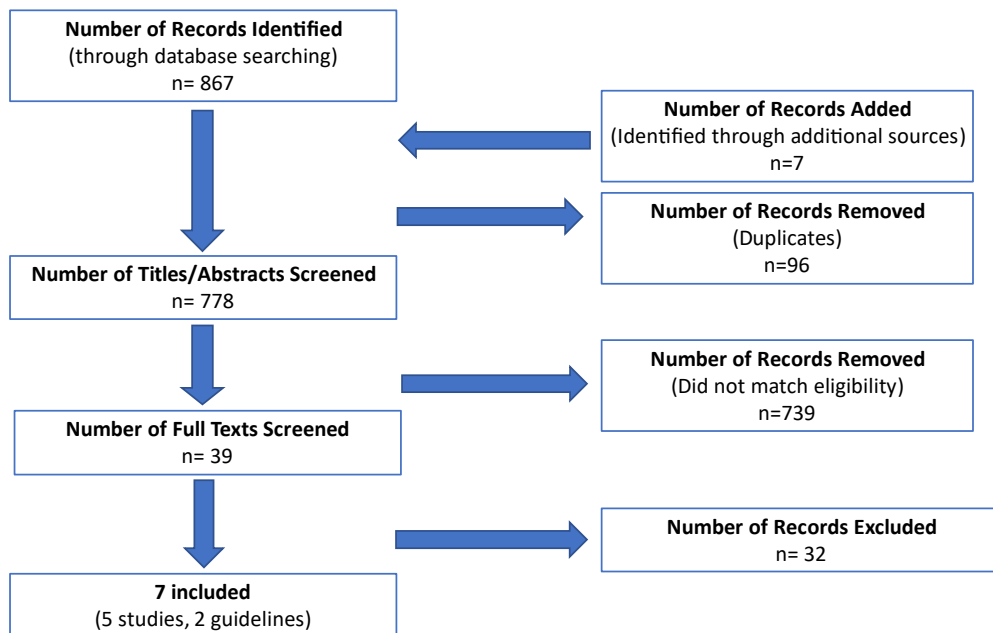 Number of Records Identified
(through database searching)
n= 867
Number of Records Added
(Identified through additional sources)
n=7
Number of Records Removed
(Duplicates)
n=96
Number of Titles/Abstracts Screened
n= 778
Number of Records Removed
(Did not match eligibility)
n=739
Number of Full Texts Screened
n= 39
Number of Records Excluded
n= 32
7 included
(5 studies, 2 guidelines)